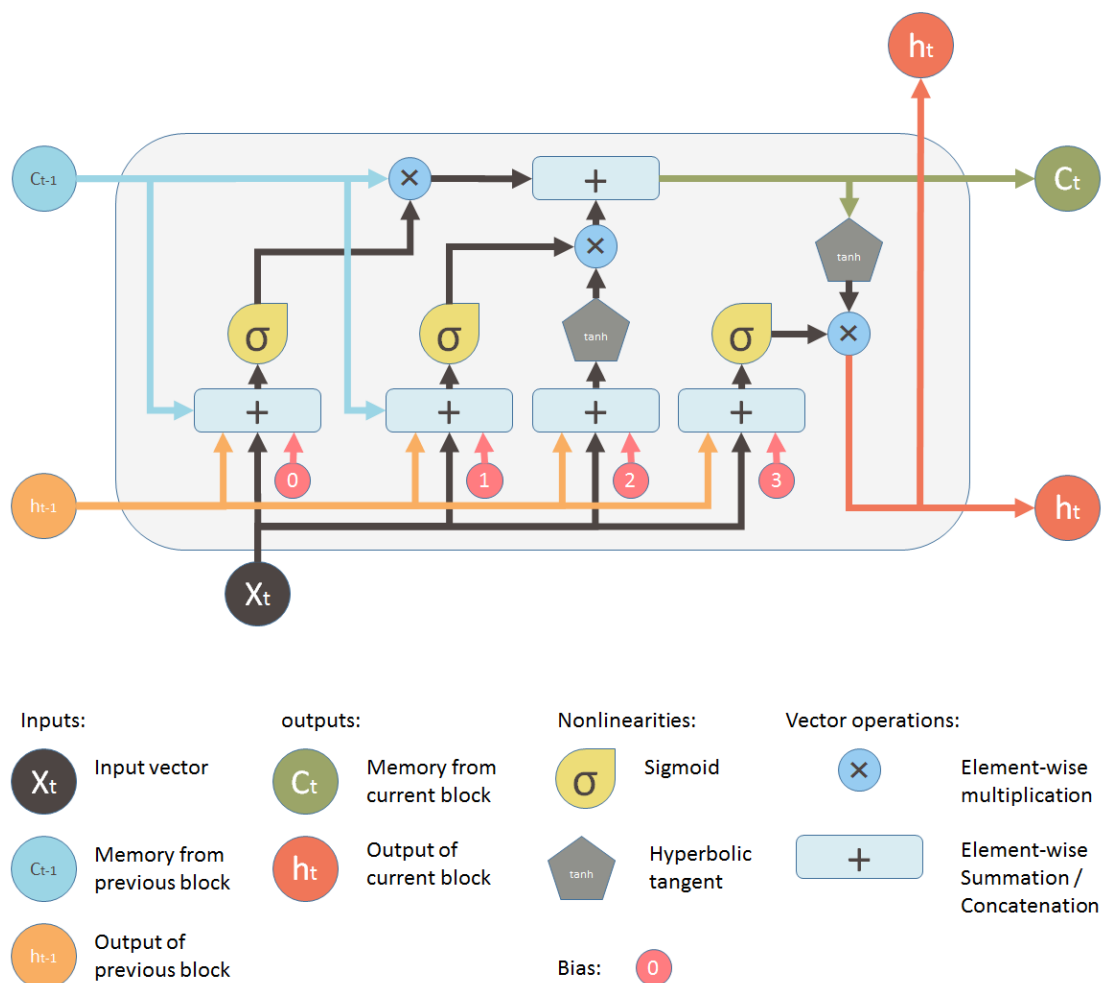 ht
Ct-1
×
+
Ct
×
tanh
σ
σ
tanh
σ
×
+
+
+
+
0
1
2
3
ht-1
ht
Xt
Inputs:
outputs:
Nonlinearities:
Vector operations:
Xt
Input vector
Ct
Memory from
current block
σ
Sigmoid
×
Element-wise
multiplication
Ct-1
Memory from
previous block
ht
Output of
current block
tanh
Hyperbolic
tangent
+
Element-wise
Summation /
Concatenation
ht-1
Output of
previous block
Bias:
0